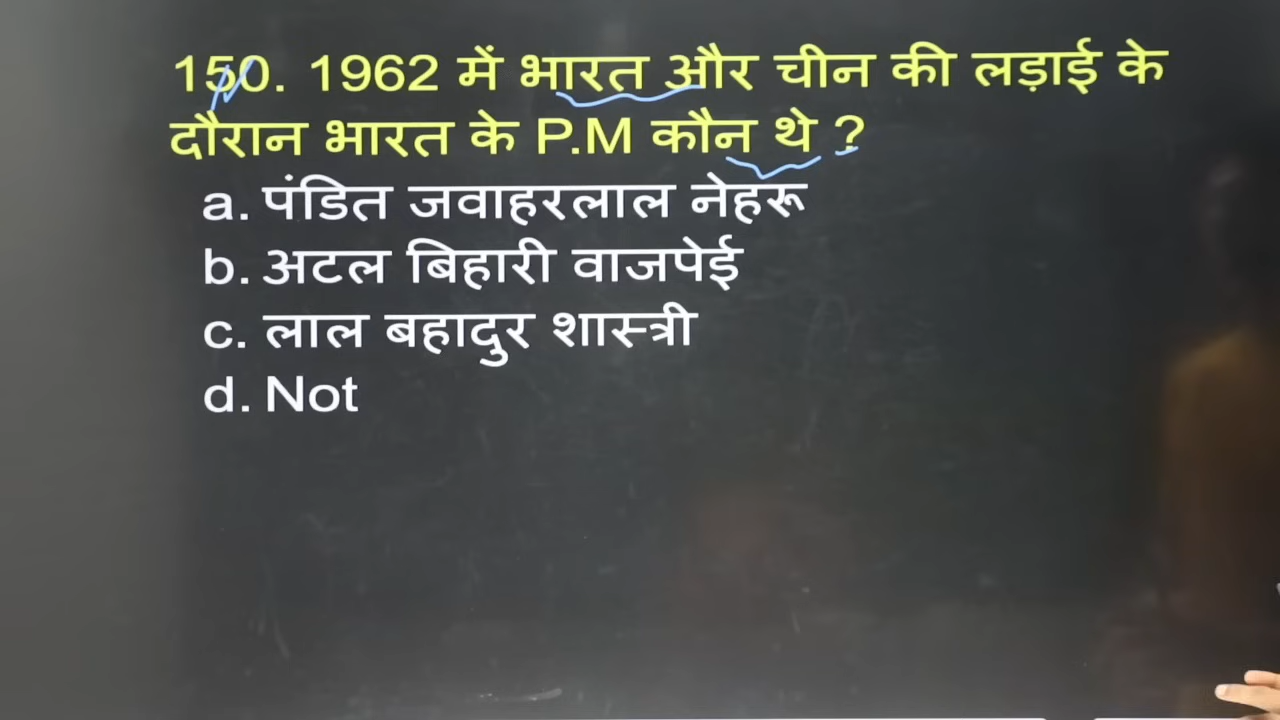 150. 1962 में भारत और चीन की लड़ाई के
दौरान भारत के P.M कौन थे ?
a. पंडित जवाहरलाल नेहरू
b. अटल बिहारी वाजपेई
c. लाल बहादुर शास्त्री
d. Not